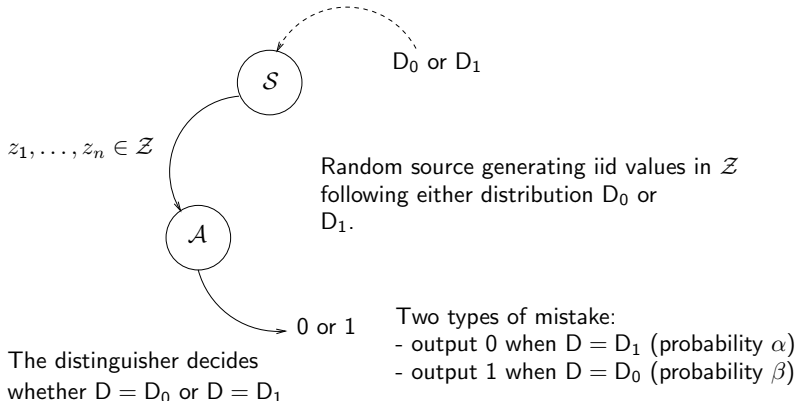 D₀ or D₁
𝒮
z₁, . . . , zₙ ∈ 𝒵
Random source generating iid values in 𝒵
following either distribution D₀ or
D₁.
𝒜
0 or 1
Two types of mistake:
- output 0 when D = D₁ (probability α)
- output 1 when D = D₀ (probability β)
The distinguisher decides
whether D = D₀ or D = D₁